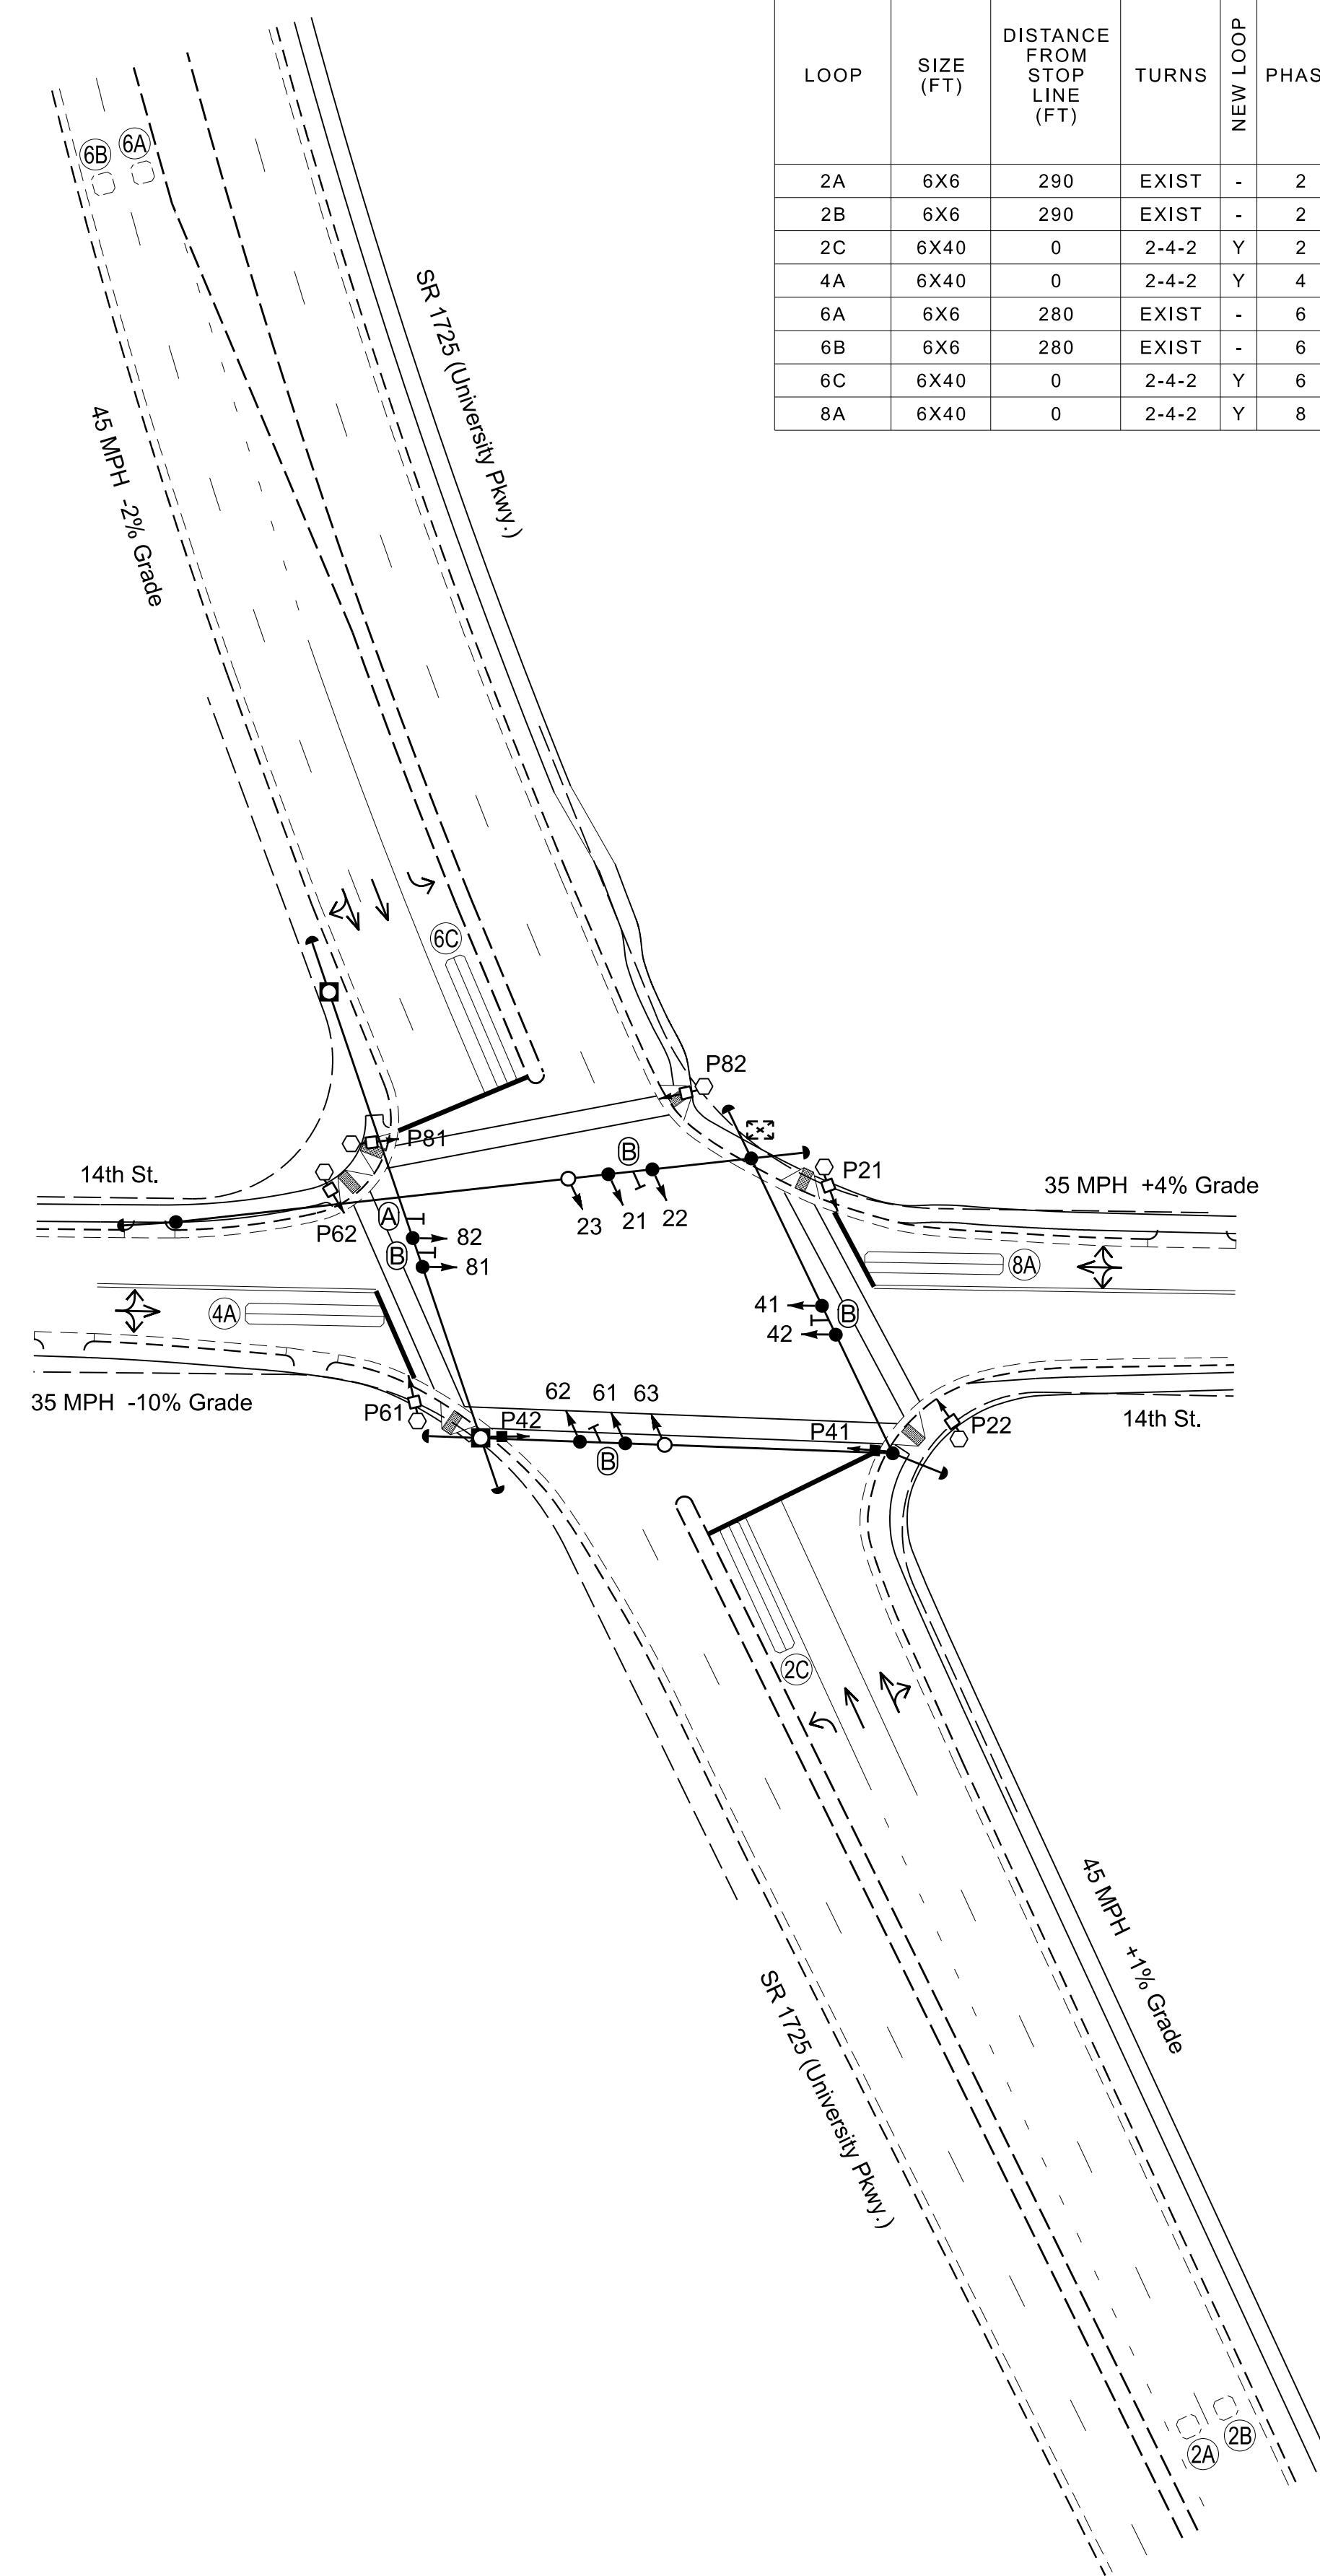 LOOP
SIZE
(FT)
DISTANCE
FROM
STOP
LINE
(FT)
TURNS
NEW LOOP
PHAS
2A 6X6 290 EXIST - 2
2B 6X6 290 EXIST - 2
2C 6X40 0 2-4-2 Y 2
4A 6X40 0 2-4-2 Y 4
6A 6X6 280 EXIST - 6
6B 6X6 280 EXIST - 6
6C 6X40 0 2-4-2 Y 6
8A 6X40 0 2-4-2 Y 8
6B
6A
SR 1725 (University Pkwy.)
45 MPH -2% Grade
6C
P82
P81
B
P21
14th St.
35 MPH +4% Grade
P62
A
23
21
22
82
B
81
8A
4A
41
B
42
35 MPH -10% Grade
62
61
63
P61
P42
P41
P22
14th St.
B
2C
45 MPH +1% Grade
SR 1725 (University Pkwy.)
2A
2B